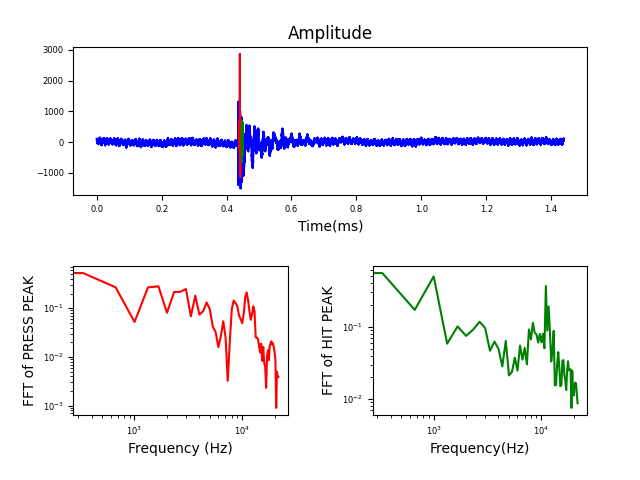 Amplitude
3000
2000
1000
0
−1000
0.0 0.2 0.4 0.6 0.8 1.0 1.2 1.4
Time(ms)
FFT of PRESS PEAK
10⁻¹
10⁻²
10⁻³
10³ 10⁴
Frequency (Hz)
FFT of HIT PEAK
10⁻¹
10⁻²
10³ 10⁴
Frequency(Hz)